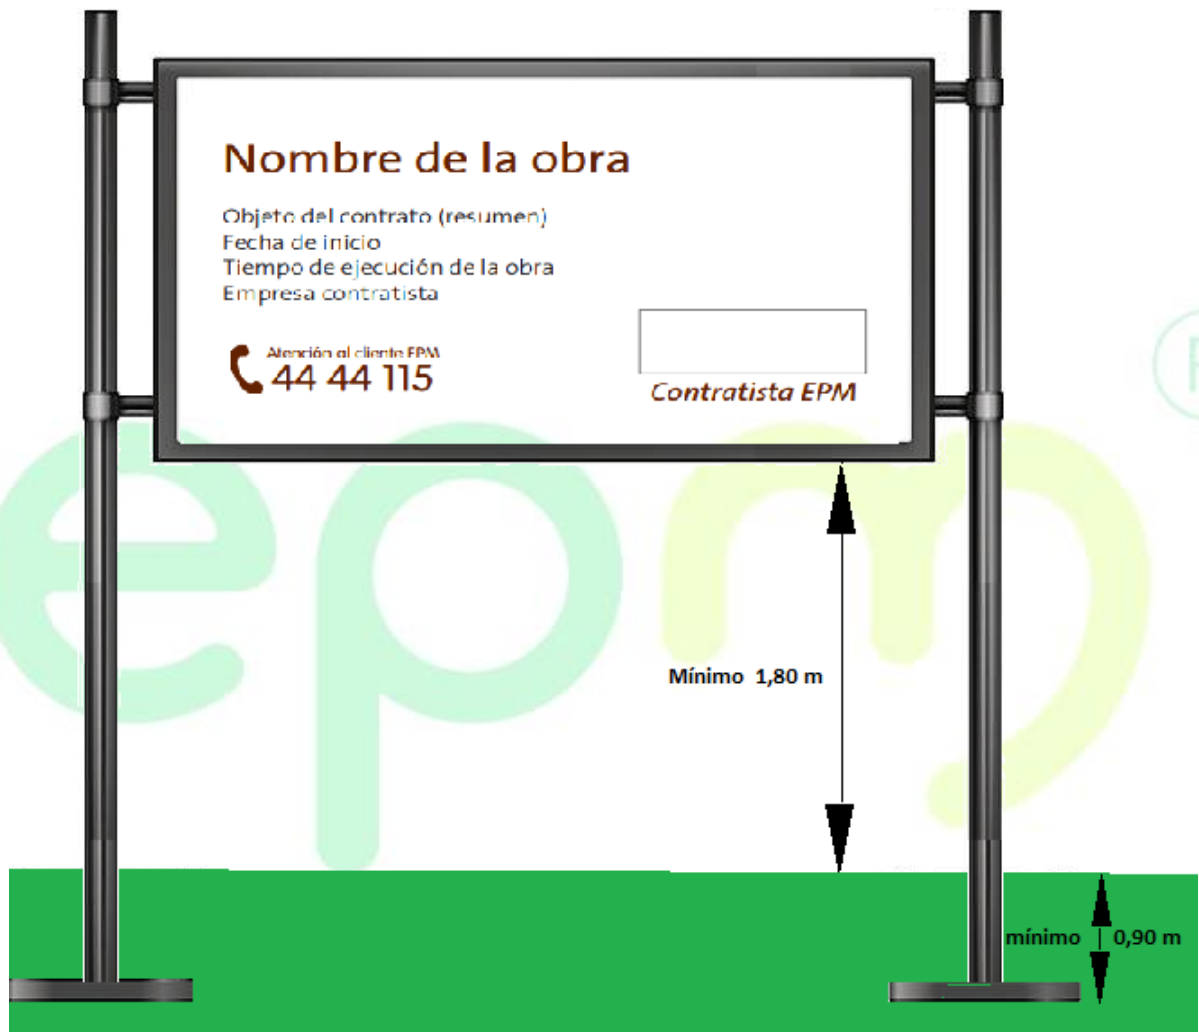 Nombre de la obra
Objeto del contrato (resumen)
Fecha de inicio
Tiempo de ejecución de la obra
Empresa contratista
Atención al cliente EPM
44 44 115
Contratista EPM
epm
Mínimo 1,80 m
mínimo 0,90 m